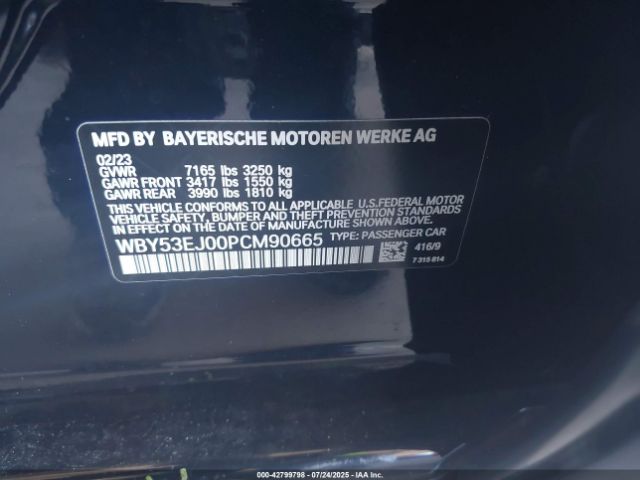 MFD BY BAYERISCHE MOTOREN WERKE AG
02/23
GVWR 7165 lbs 3250 kg
GAWR FRONT 3417 lbs 1550 kg
GAWR REAR 3990 lbs 1810 kg
THIS VEHICLE CONFORMS TO ALL APPLICABLE U.S.FEDERAL MOTOR
VEHICLE SAFETY, BUMPER AND THEFT PREVENTION STANDARDS
IN EFFECT ON THE DATE OF MANUFACTURE SHOWN ABOVE.
WBY53EJ00PCM90665 TYPE: PASSENGER CAR
416/9
7 315 814
000-42799798 - 07/24/2025 - IAAI.COM